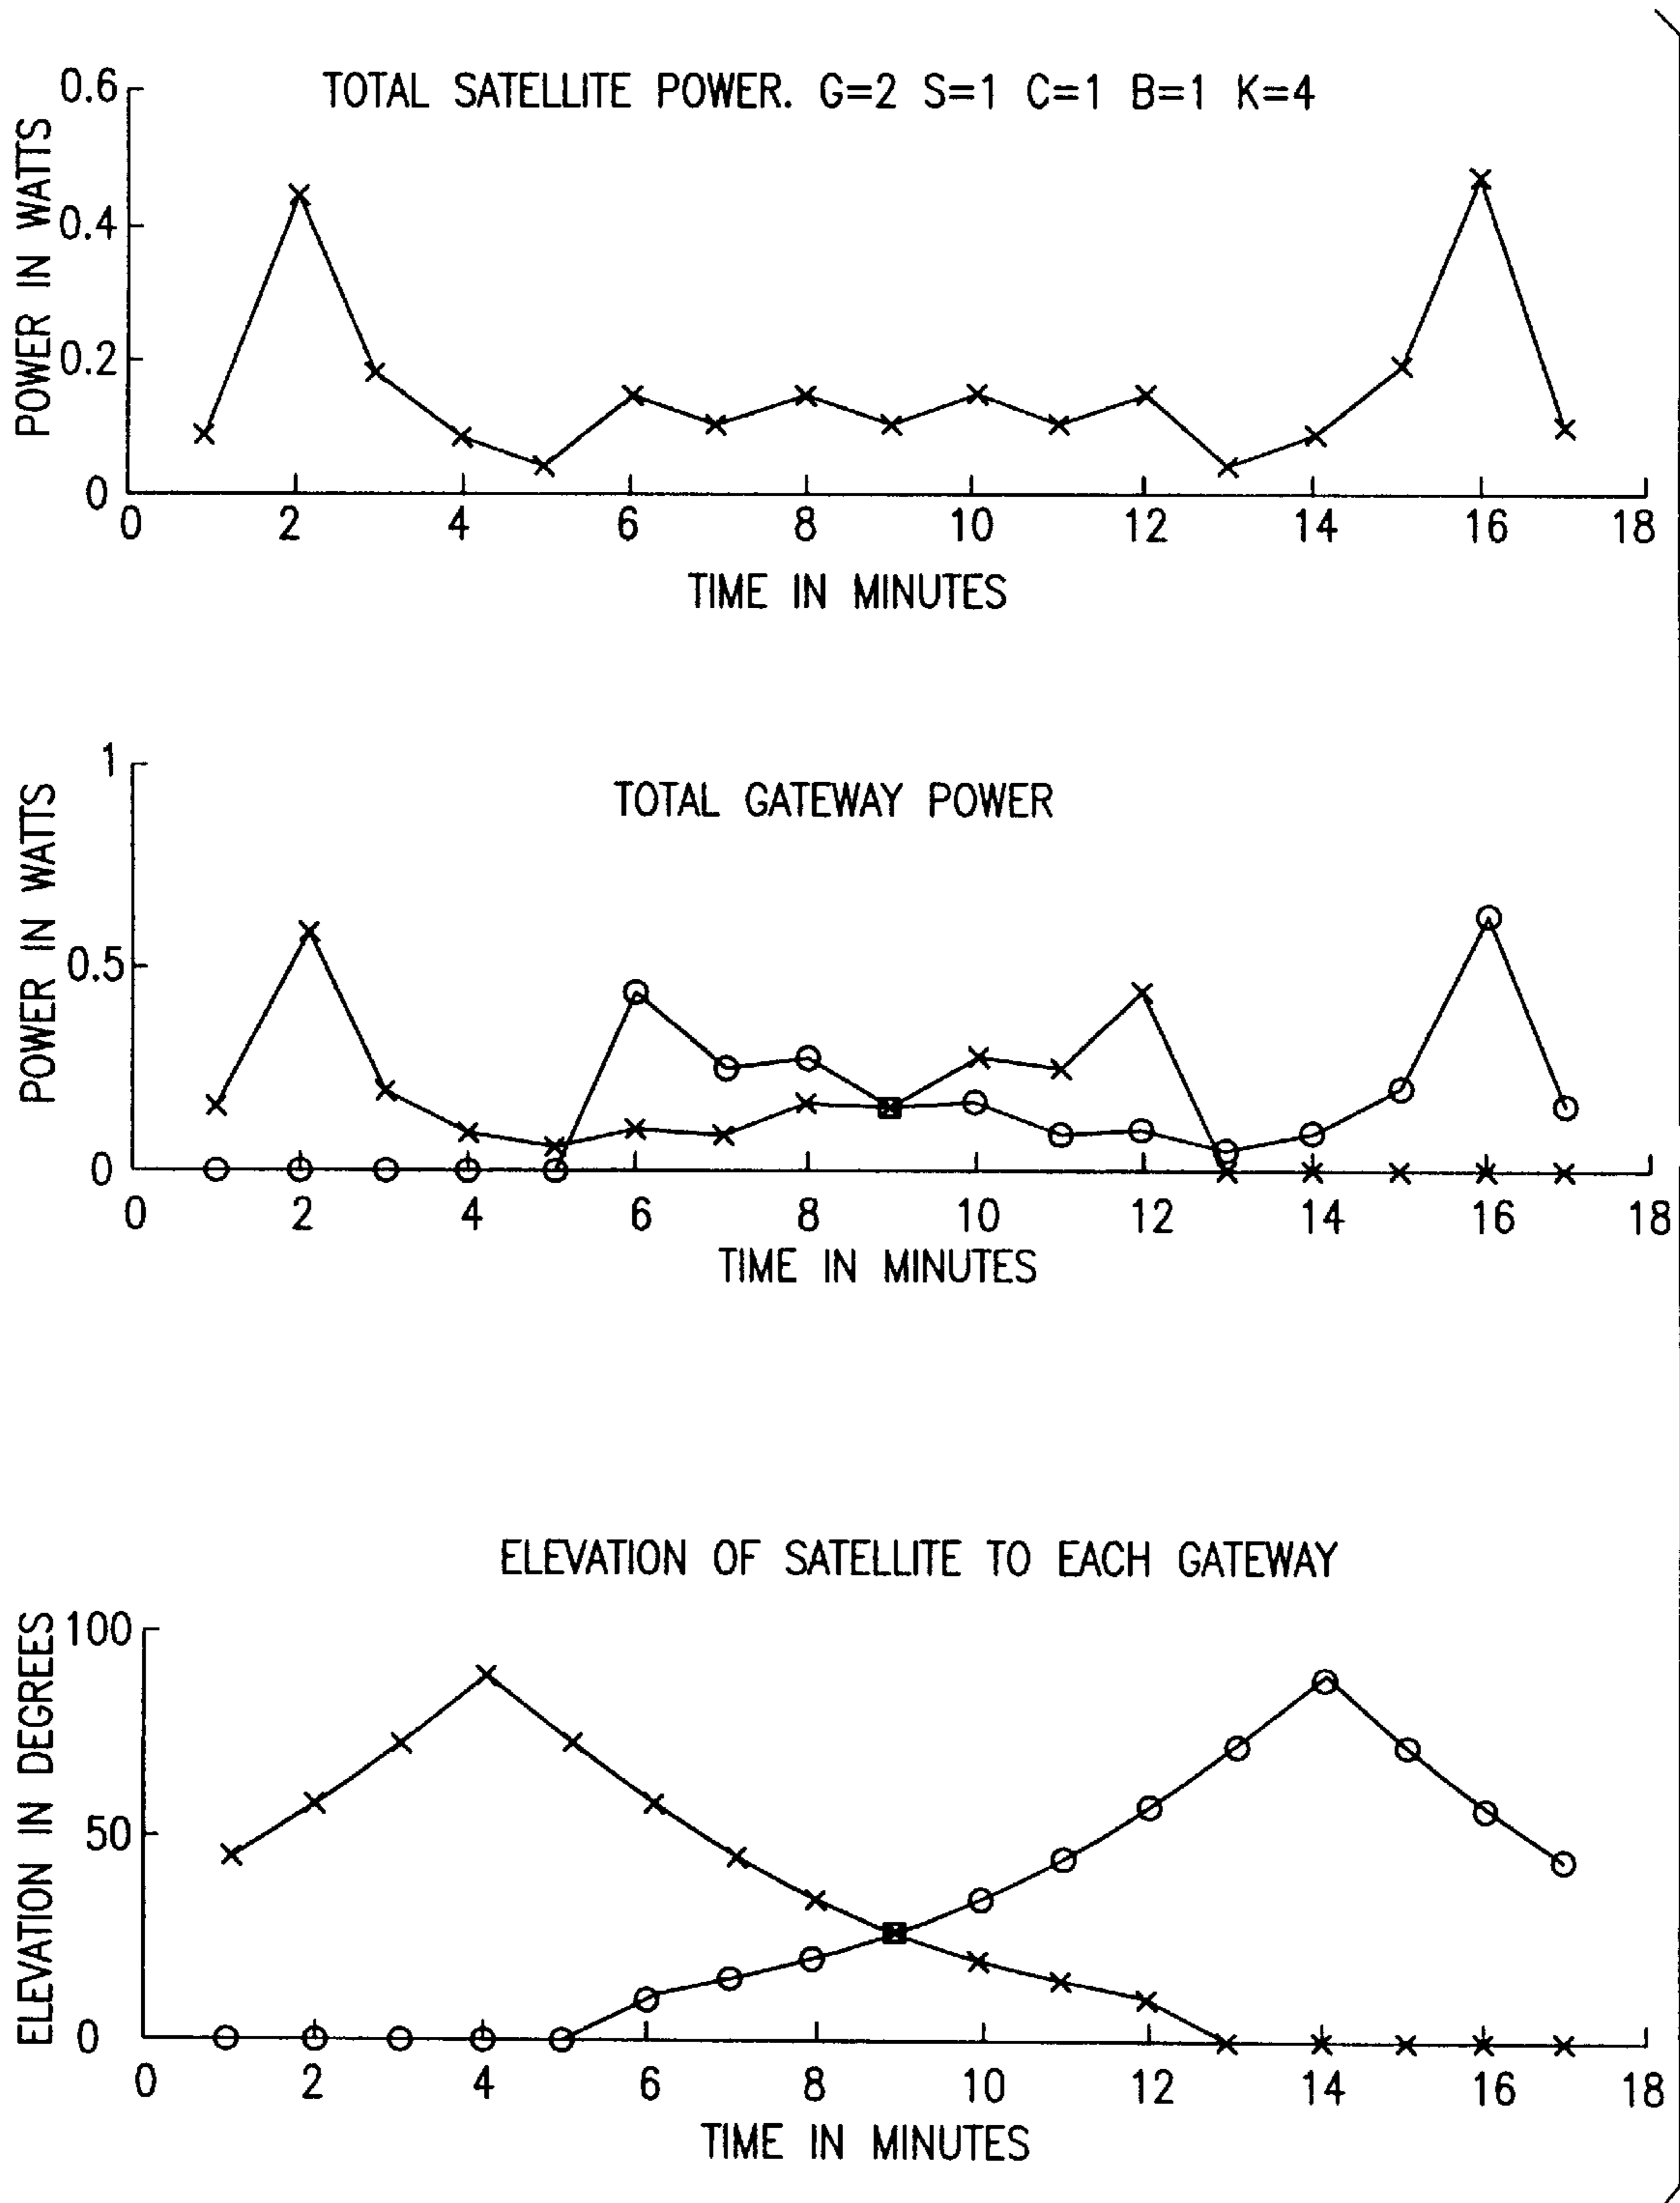 TOTAL SATELLITE POWER. G=2 S=1 C=1 B=1 K=4
POWER IN WATTS
0.6
0.4
0.2
0
0 2 4 6 8 10 12 14 16 18
TIME IN MINUTES
TOTAL GATEWAY POWER
POWER IN WATTS
1
0.5
0
0 2 4 6 8 10 12 14 16 18
TIME IN MINUTES
ELEVATION OF SATELLITE TO EACH GATEWAY
ELEVATION IN DEGREES
100
50
0
0 2 4 6 8 10 12 14 16 18
TIME IN MINUTES